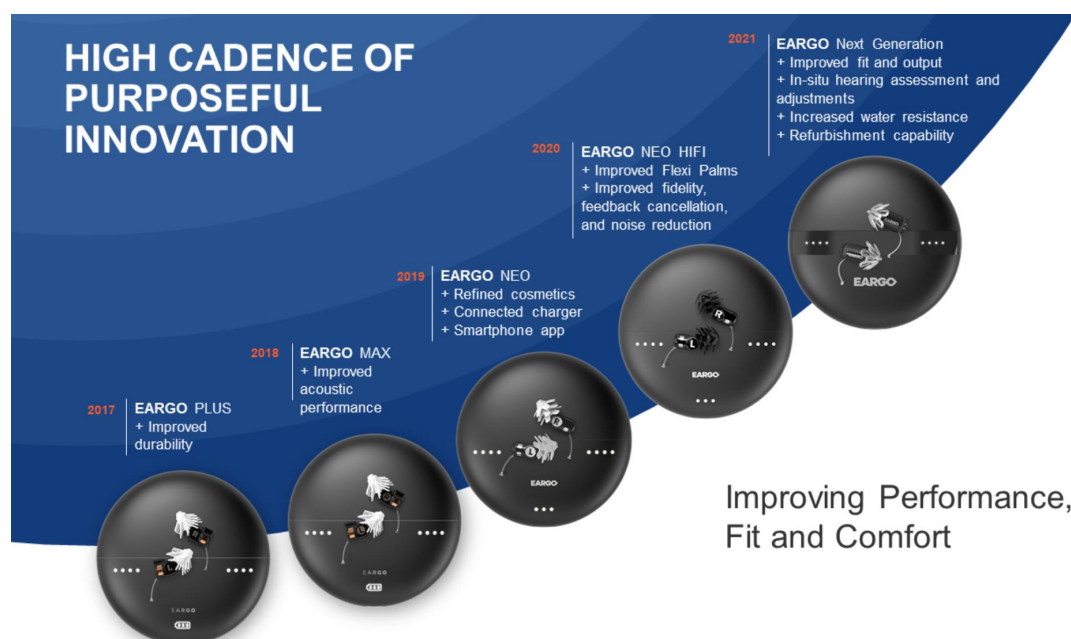 HIGH CADENCE OF
PURPOSEFUL
INNOVATION
2017
EARGO PLUS
+ Improved
durability
2018
EARGO MAX
+ Improved
acoustic
performance
2019
EARGO NEO
+ Refined cosmetics
+ Connected charger
+ Smartphone app
2020
EARGO NEO HIFI
+ Improved Flexi Palms
+ Improved fidelity,
feedback cancellation,
and noise reduction
2021
EARGO Next Generation
+ Improved fit and output
+ In-situ hearing assessment and
adjustments
+ Increased water resistance
+ Refurbishment capability
R
L
EARGO
L
EARGO
R
L
EARGO
R
L
EARGO
EARGO
Improving Performance,
Fit and Comfort